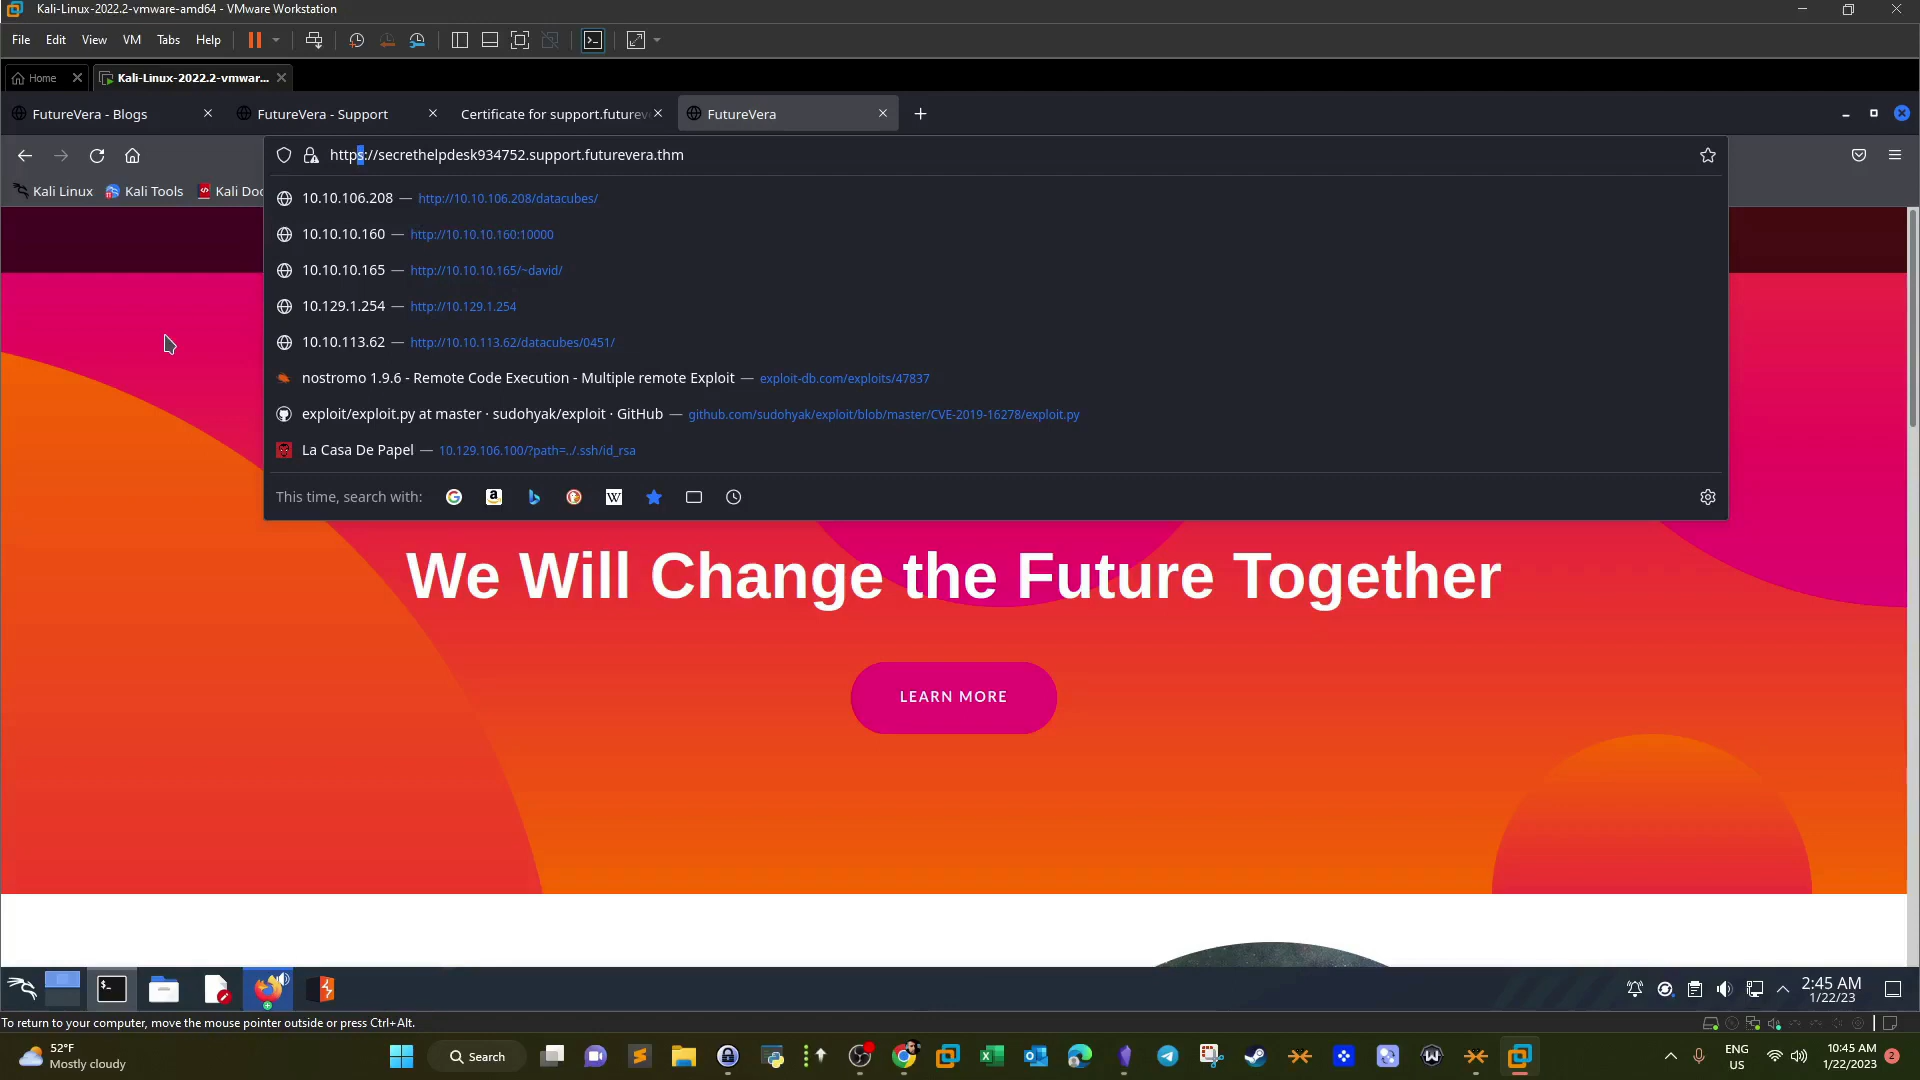 Kali-Linux-2022.2-vmware-amd64 - VMware Workstation
File Edit View VM Tabs Help
Home Kali-Linux-2022.2-vmwar...
FutureVera - Blogs FutureVera - Support Certificate for support.futurev FutureVera
https://secrethelpdesk934752.support.futurevera.thm
Kali Linux Kali Tools Kali Doc
10.10.106.208 — http://10.10.106.208/datacubes/
10.10.10.160 — http://10.10.10.160:10000
10.10.10.165 — http://10.10.10.165/~david/
10.129.1.254 — http://10.129.1.254
10.10.113.62 — http://10.10.113.62/datacubes/0451/
nostromo 1.9.6 - Remote Code Execution - Multiple remote Exploit — exploit-db.com/exploits/47837
exploit/exploit.py at master · sudohyak/exploit · GitHub — github.com/sudohyak/exploit/blob/master/CVE-2019-16278/exploit.py
La Casa De Papel — 10.129.106.100/?path=../.ssh/id_rsa
This time, search with:
We Will Change the Future Together
LEARN MORE
2:45 AM
1/22/23
To return to your computer, move the mouse pointer outside or press Ctrl+Alt.
52°F
Mostly cloudy
Search
ENG
US
10:45 AM
1/22/2023
2